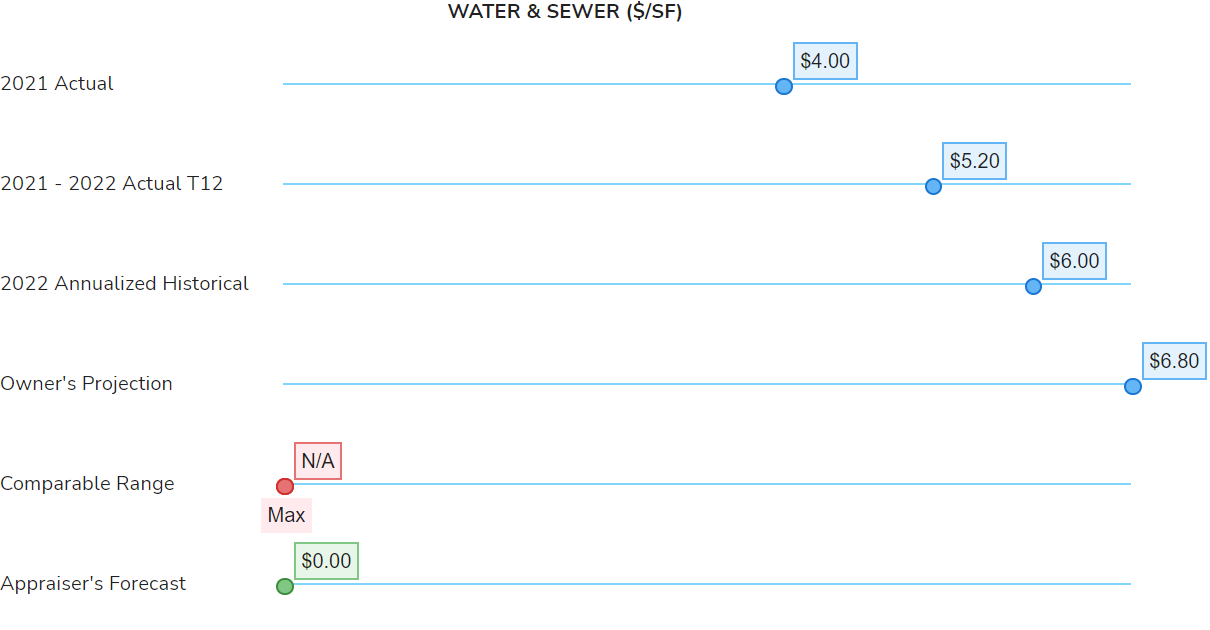 WATER & SEWER ($/SF)
2021 Actual
$4.00
2021 - 2022 Actual T12
$5.20
2022 Annualized Historical
$6.00
Owner's Projection
$6.80
Comparable Range
N/A
Max
Appraiser's Forecast
$0.00